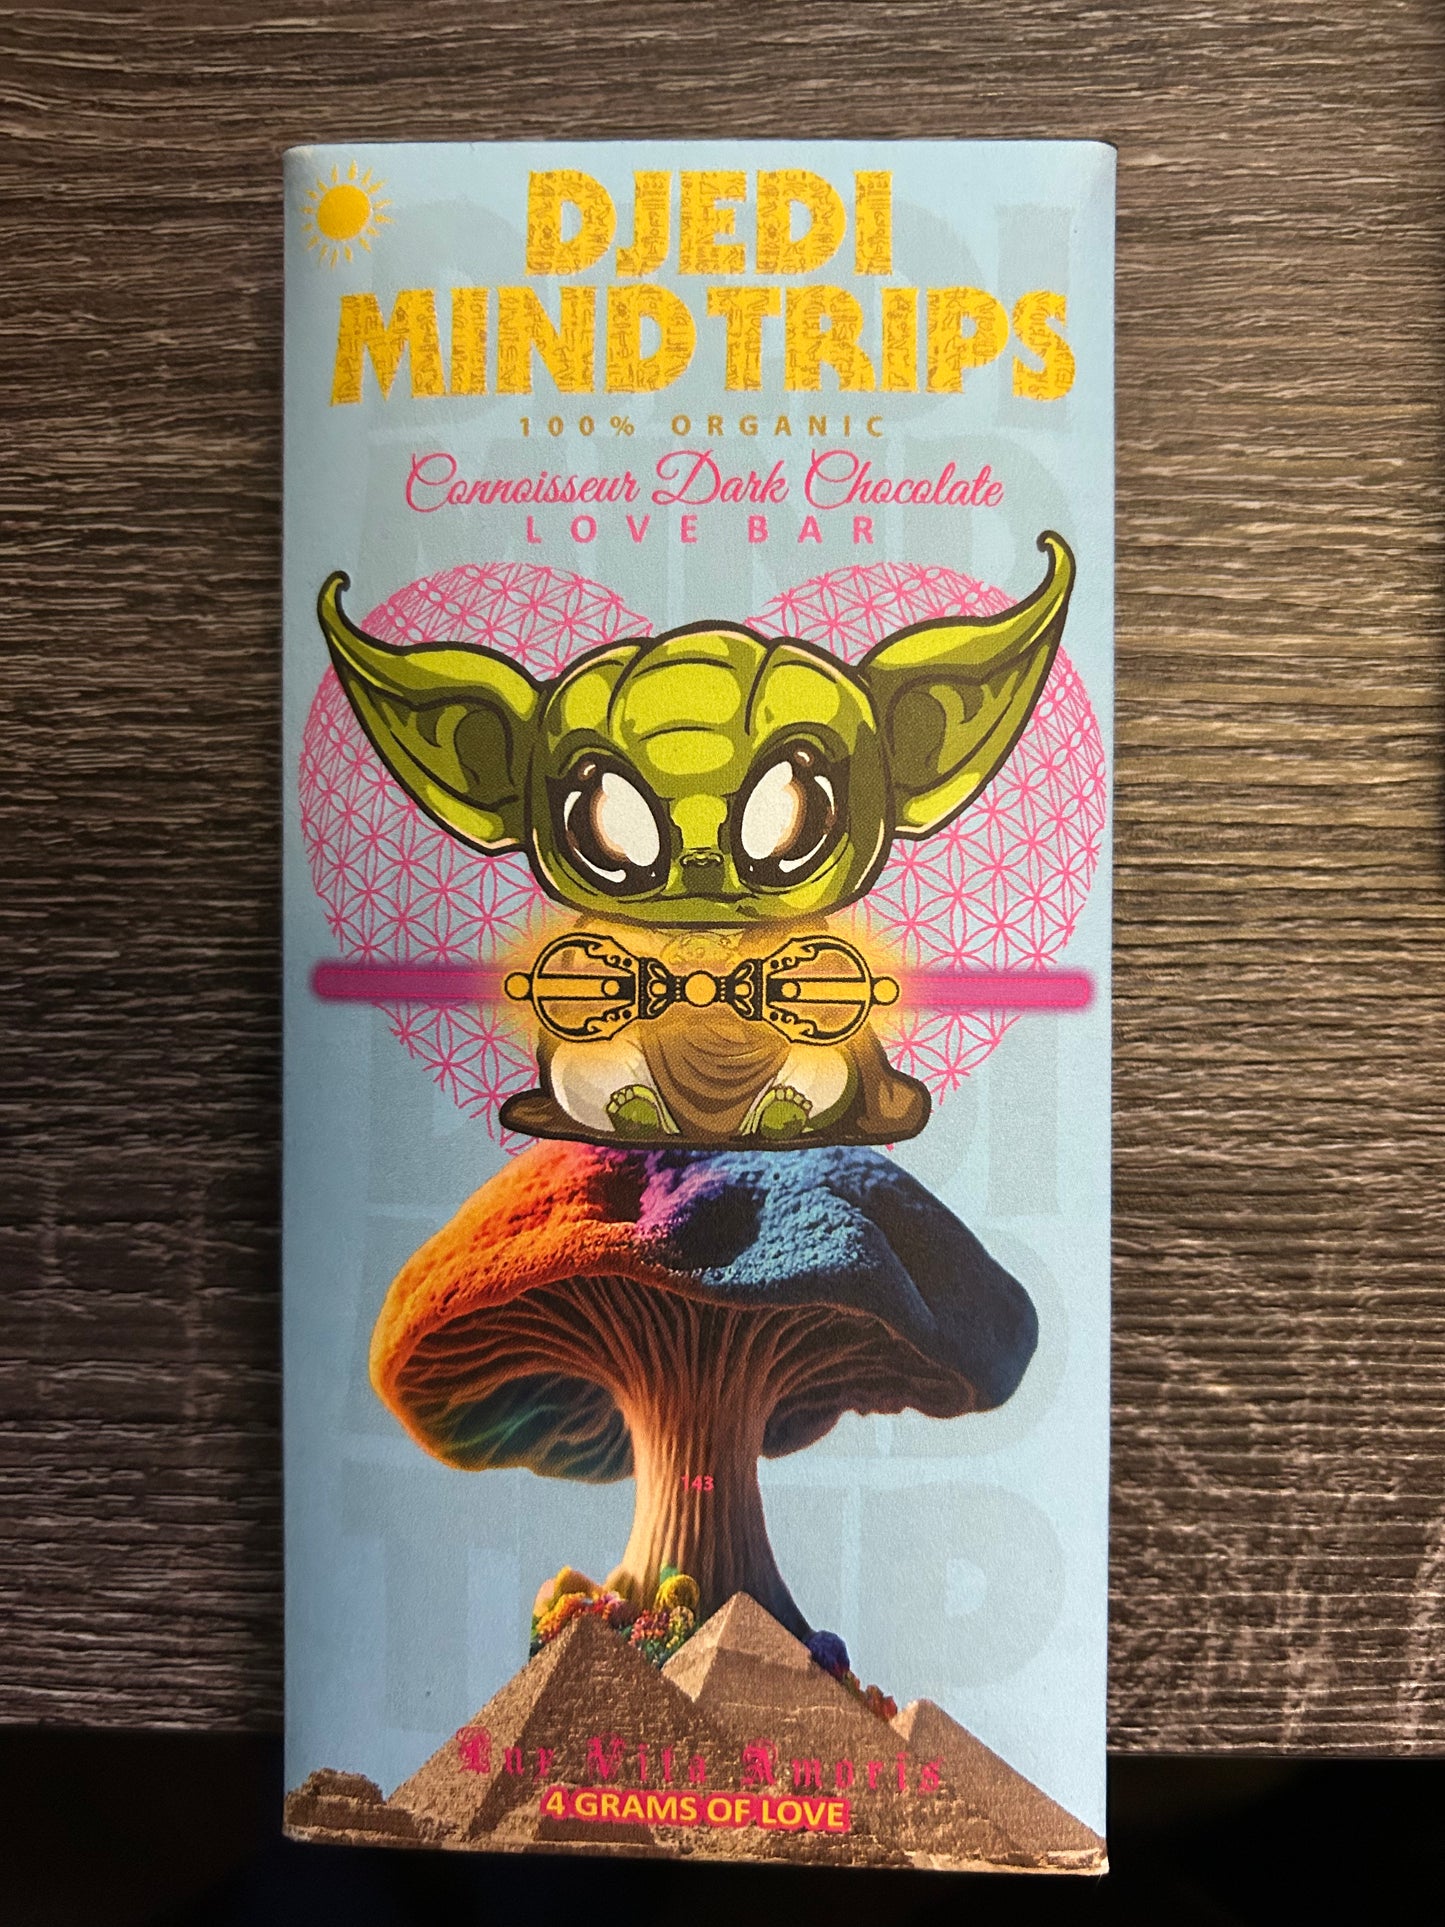 DJEDI
MIND TRIPS
100% ORGANIC
Connoisseur Dark Chocolate
LOVE BAR
143
Lux Vita Amoris
4 GRAMS OF LOVE